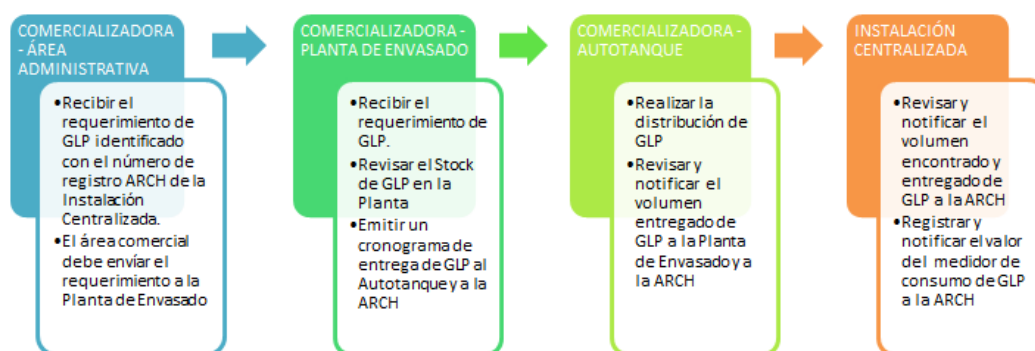 COMERCIALIZADORA
- ÁREA
ADMINISTRATIVA
•Recibir el
requerimiento de
GLP identificado
con el número de
registro ARCH de la
Instalación
Centralizada.
•El área comercial
debe envíar el
requerimiento a la
Planta de Envasado
COMERCIALIZADORA -
PLANTA DE ENVASADO
•Recibir el
requerimiento de
GLP.
•Revisar el Stock
de GLP en la
Planta
•Emitir un
cronograma de
entrega de GLP al
Autotanque y a la
ARCH
COMERCIALIZADORA -
AUTOTANQUE
•Realizar la
distribución de
GLP
•Revisar y
notificar el
volumen
entregado de
GLP a la Planta
de Envasado y a
la ARCH
INSTALACIÓN
CENTRALIZADA
•Revisar y
notificar el
volumen
encontrado y
entregado de
GLP a la ARCH
•Registrar y
notificar el valor
del medidor de
consumo de GLP
a la ARCH